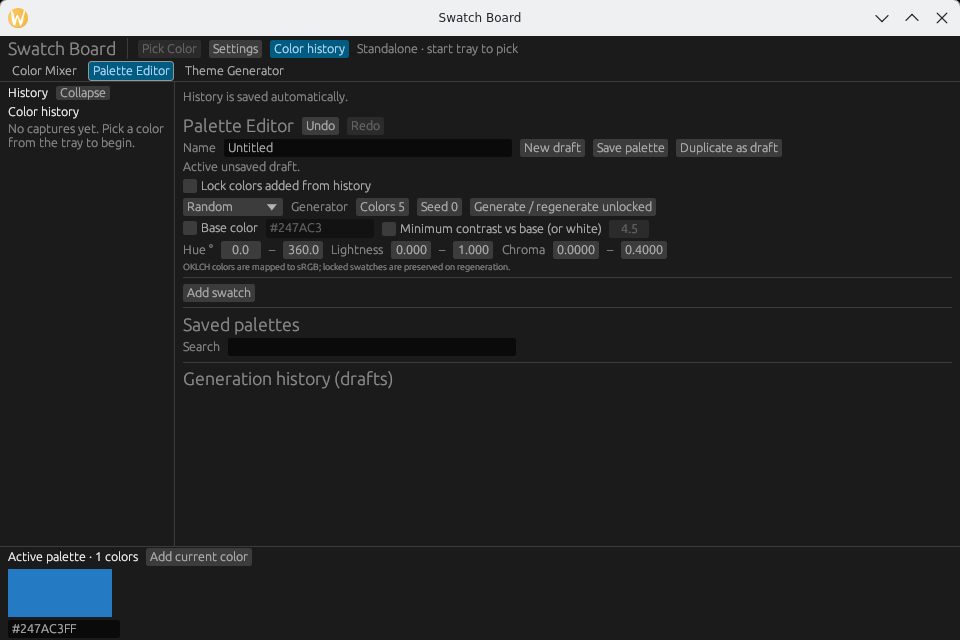 Swatch Board
Swatch Board Pick Color Settings Color history Standalone · start tray to pick
Color Mixer Palette Editor Theme Generator
History Collapse
Color history
No captures yet. Pick a color
from the tray to begin.
History is saved automatically.
Palette Editor Undo Redo
Name Untitled New draft Save palette Duplicate as draft
Active unsaved draft.
Lock colors added from history
Random Generator Colors 5 Seed 0 Generate / regenerate unlocked
Base color #247AC3 Minimum contrast vs base (or white) 4.5
Hue ° 0.0 – 360.0 Lightness 0.000 – 1.000 Chroma 0.0000 – 0.4000
OKLCH colors are mapped to sRGB; locked swatches are preserved on regeneration.
Add swatch
Saved palettes
Search
Generation history (drafts)
Active palette · 1 colors Add current color
#247AC3FF